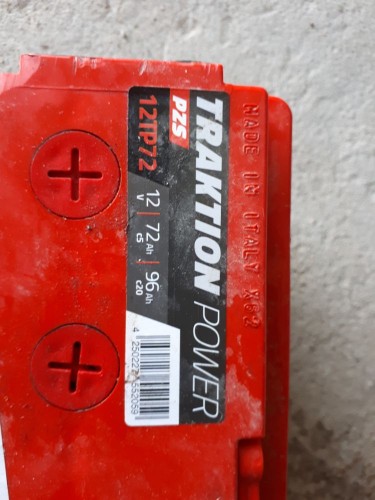 MADE IN ITALY
TRAKTION POWER
PZS
12TP72
12 V | 72 Ah c5 | 96 Ah c20